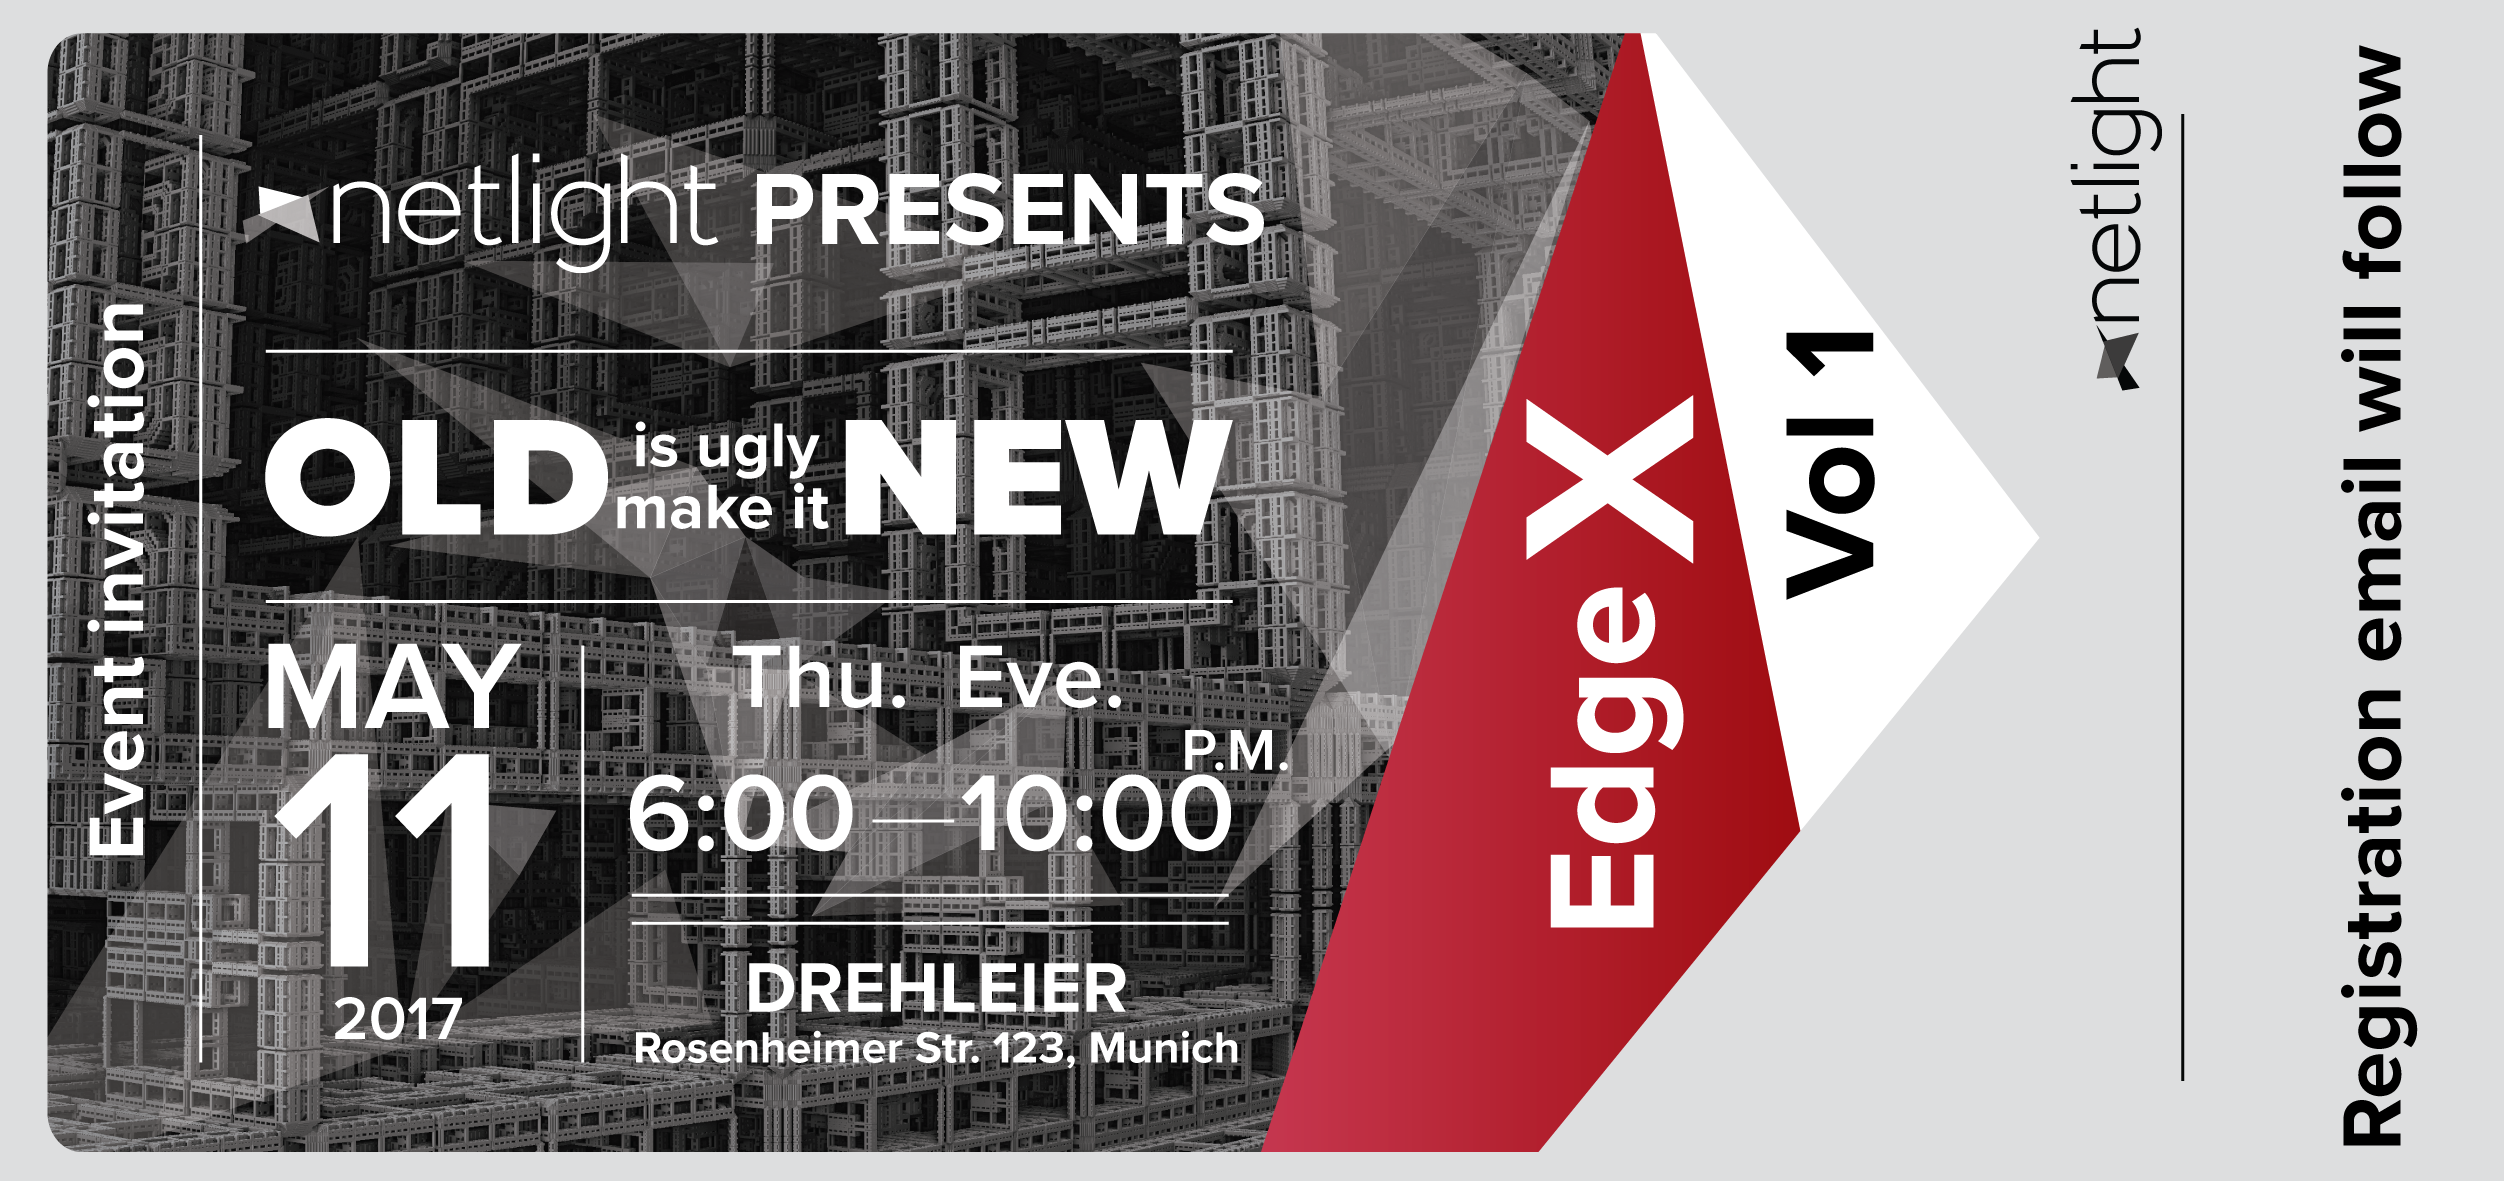 Event invitation
netlight PRESENTS
OLD is ugly make it NEW
MAY
11
2017
Thu. Eve.
P.M.
6:00—10:00
DREHLEIER
Rosenheimer Str. 123, Munich
Edge X
Vol 1
netlight
Registration email will follow